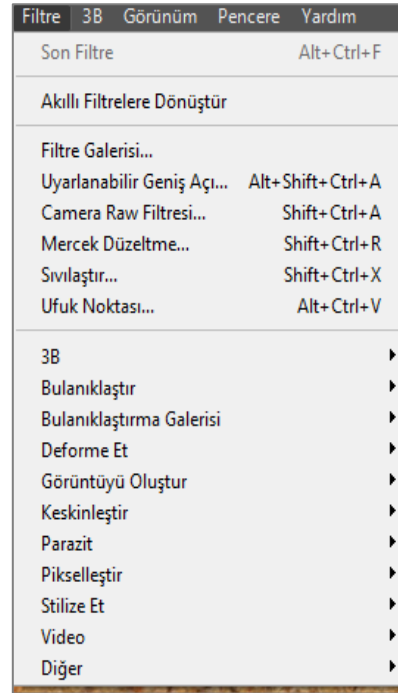 Filtre 3B Görünüm Pencere Yardım
Son Filtre Alt+Ctrl+F
Akıllı Filtrelere Dönüştür
Filtre Galerisi...
Uyarlanabilir Geniş Açı... Alt+Shift+Ctrl+A
Camera Raw Filtresi... Shift+Ctrl+A
Mercek Düzeltme... Shift+Ctrl+R
Sıvılaştır... Shift+Ctrl+X
Ufuk Noktası... Alt+Ctrl+V
3B
Bulanıklaştır
Bulanıklaştırma Galerisi
Deforme Et
Görüntüyü Oluştur
Keskinleştir
Parazit
Pikselleştir
Stilize Et
Video
Diğer